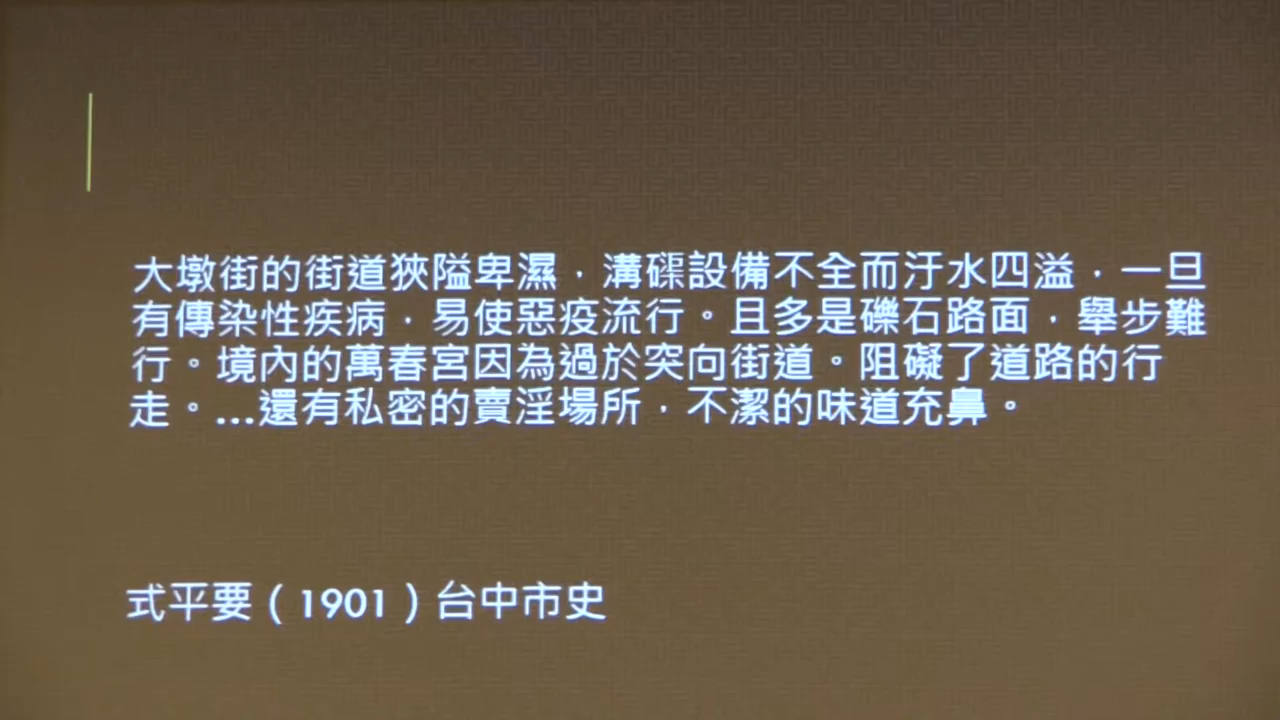 大墩街的街道狹隘卑濕，溝磲設備不全而汙水四溢，一旦
有傳染性疾病，易使惡疫流行。且多是礫石路面，舉步難
行。境內的萬春宮因為過於突向街道。阻礙了道路的行
走。…還有私密的賣淫場所，不潔的味道充鼻。
式平要（1901）台中市史